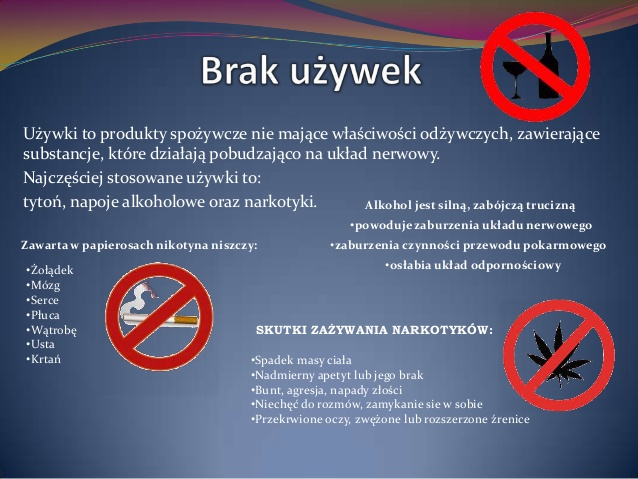 Brak używek
Używki to produkty spożywcze nie mające właściwości odżywczych, zawierające
substancje, które działają pobudzająco na układ nerwowy.
Najczęściej stosowane używki to:
tytoń, napoje alkoholowe oraz narkotyki.
Alkohol jest silną, zabójczą trucizną
•powoduje zaburzenia układu nerwowego
•zaburzenia czynności przewodu pokarmowego
•osłabia układ odpornościowy
Zawarta w papierosach nikotyna niszczy:
•Żołądek
•Mózg
•Serce
•Płuca
•Wątrobę
•Usta
•Krtań
SKUTKI ZAŻYWANIA NARKOTYKÓW:
•Spadek masy ciała
•Nadmierny apetyt lub jego brak
•Bunt, agresja, napady złości
•Niechęć do rozmów, zamykanie sie w sobie
•Przekrwione oczy, zwężone lub rozszerzone źrenice